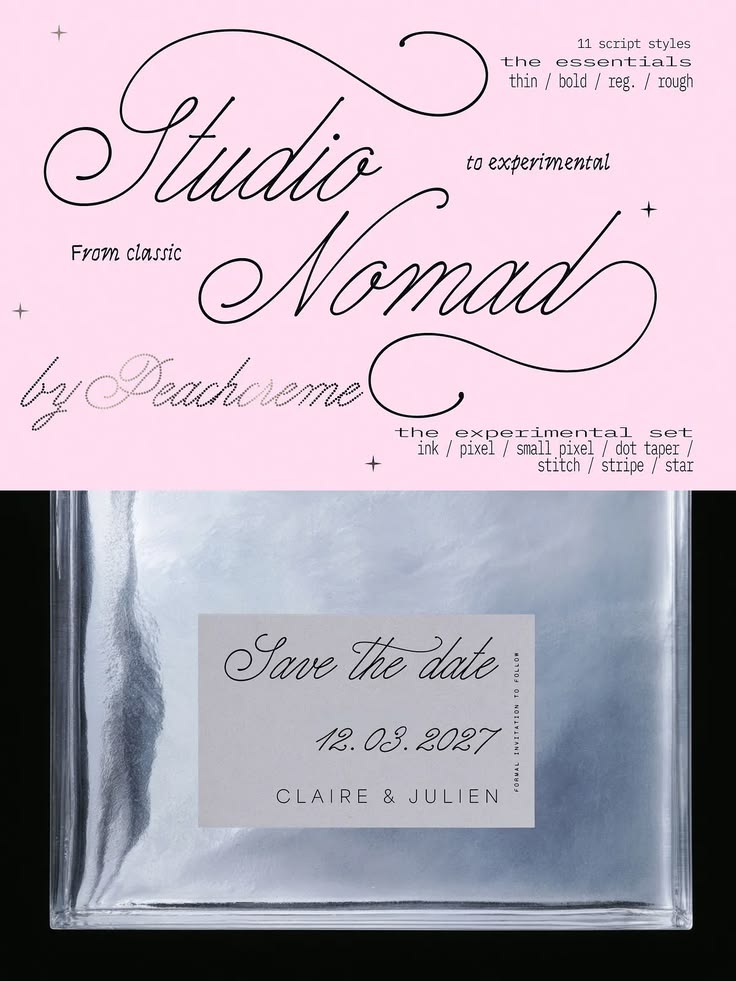 11 script styles
the essentials
thin / bold / reg. / rough
Studio
to experimental
Nomad
From classic
by Peachcreme
the experimental set
ink / pixel / small pixel / dot taper /
stitch / stripe / star
Save the date
12.03.2027
CLAIRE & JULIEN
FORMAL INVITATION TO FOLLOW